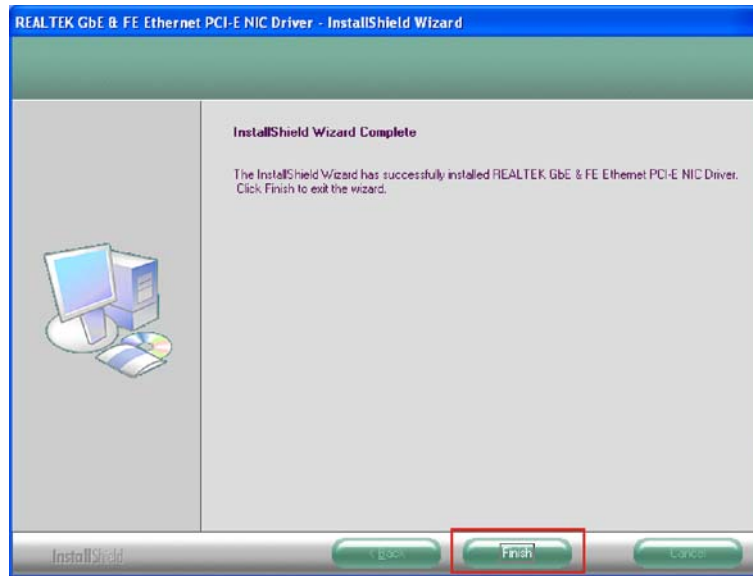 REALTEK GbE & FE Ethernet PCI-E NIC Driver - InstallShield Wizard
InstallShield Wizard Complete
The InstallShield Wizard has successfully installed REALTEK GbE & FE Ethernet PCI-E NIC Driver.
Click Finish to exit the wizard.
InstallShield
< Back
Finish
Cancel